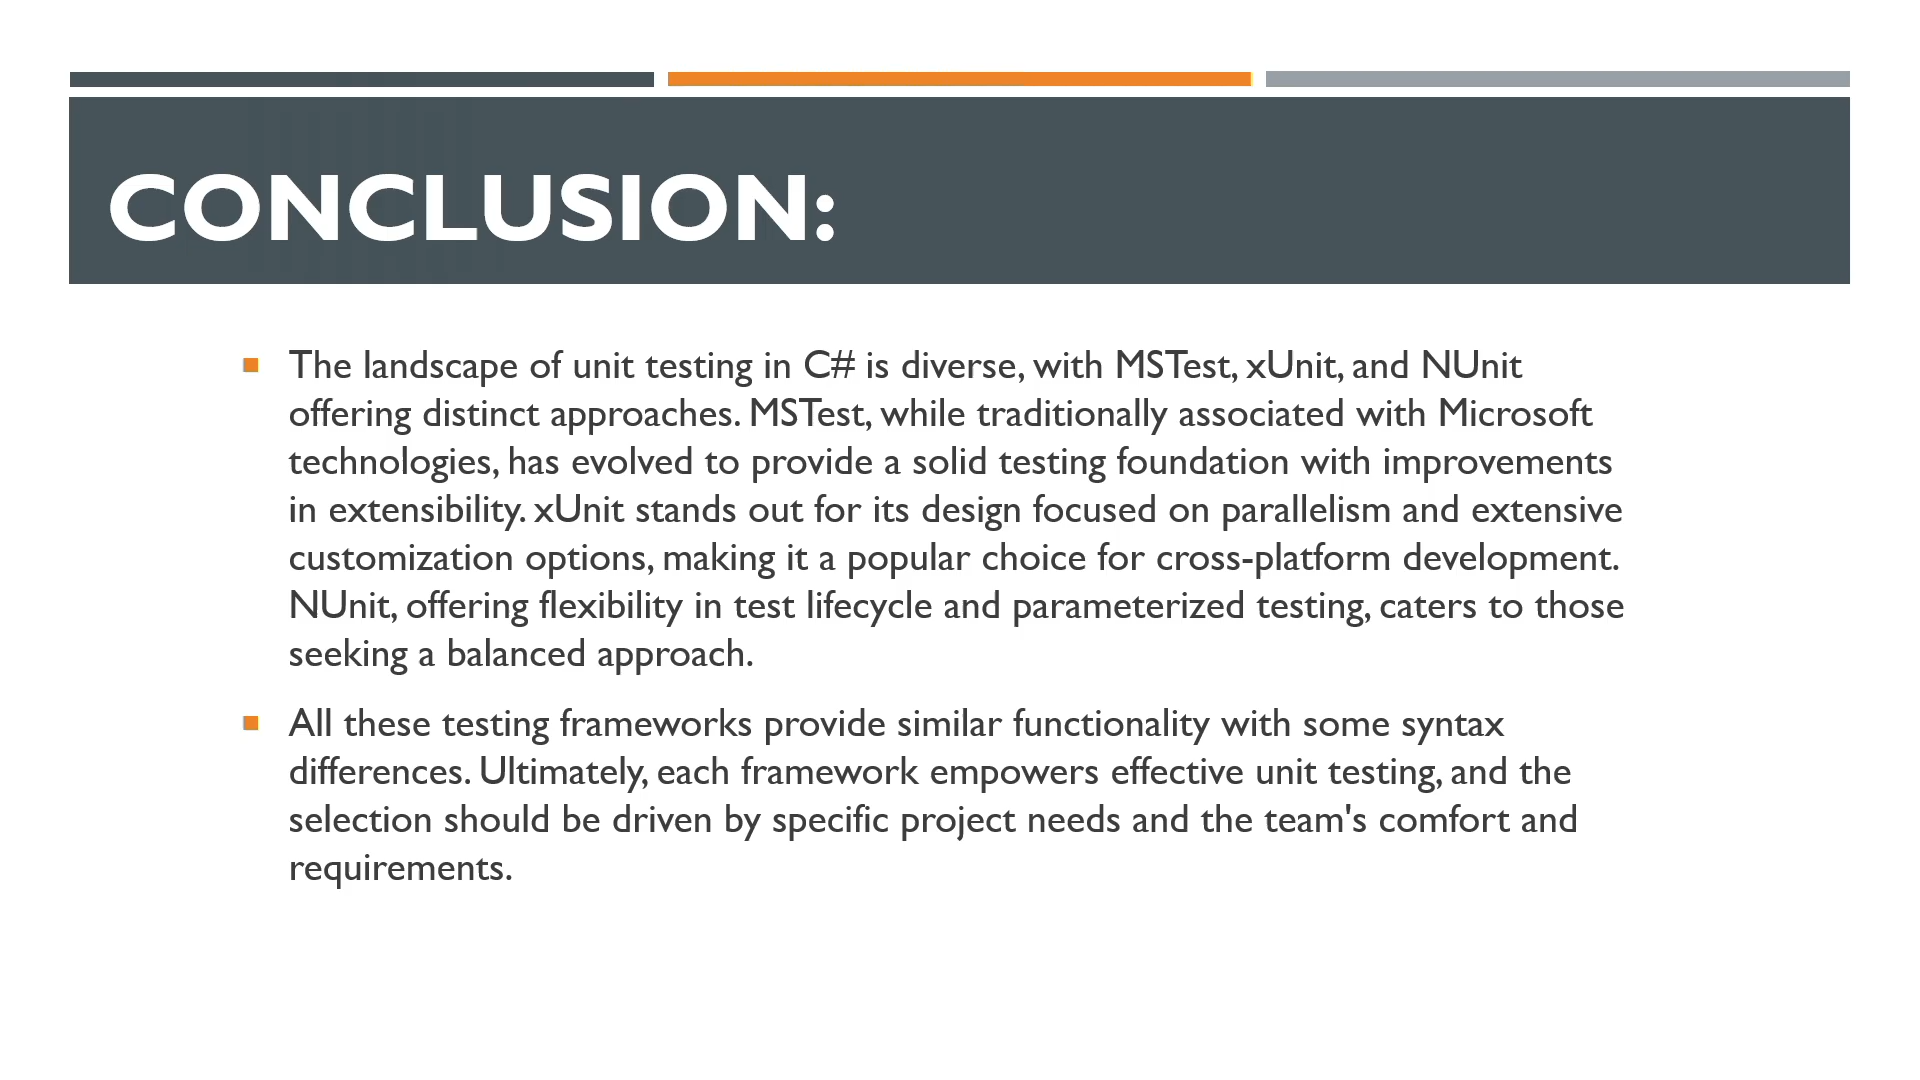 CONCLUSION:
The landscape of unit testing in C# is diverse, with MSTest, xUnit, and NUnit
offering distinct approaches. MSTest, while traditionally associated with Microsoft
technologies, has evolved to provide a solid testing foundation with improvements
in extensibility. xUnit stands out for its design focused on parallelism and extensive
customization options, making it a popular choice for cross-platform development.
NUnit, offering flexibility in test lifecycle and parameterized testing, caters to those
seeking a balanced approach.
All these testing frameworks provide similar functionality with some syntax
differences. Ultimately, each framework empowers effective unit testing, and the
selection should be driven by specific project needs and the team's comfort and
requirements.